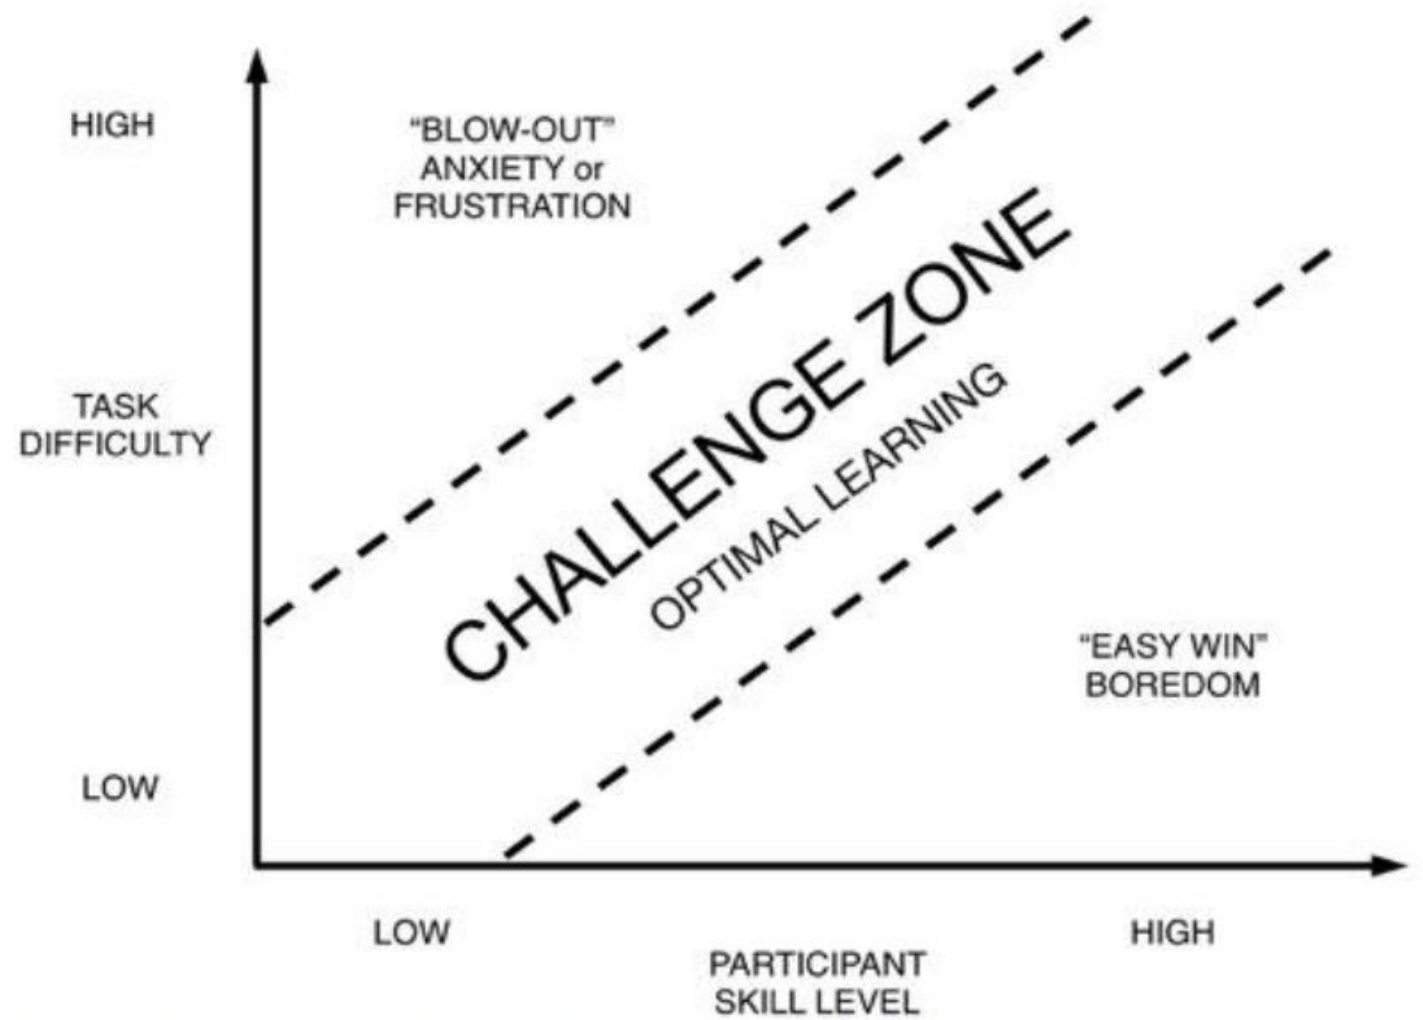 HIGH
“BLOW-OUT”
ANXIETY or
FRUSTRATION
CHALLENGE ZONE
OPTIMAL LEARNING
TASK
DIFFICULTY
“EASY WIN”
BOREDOM
LOW
LOW
HIGH
PARTICIPANT
SKILL LEVEL